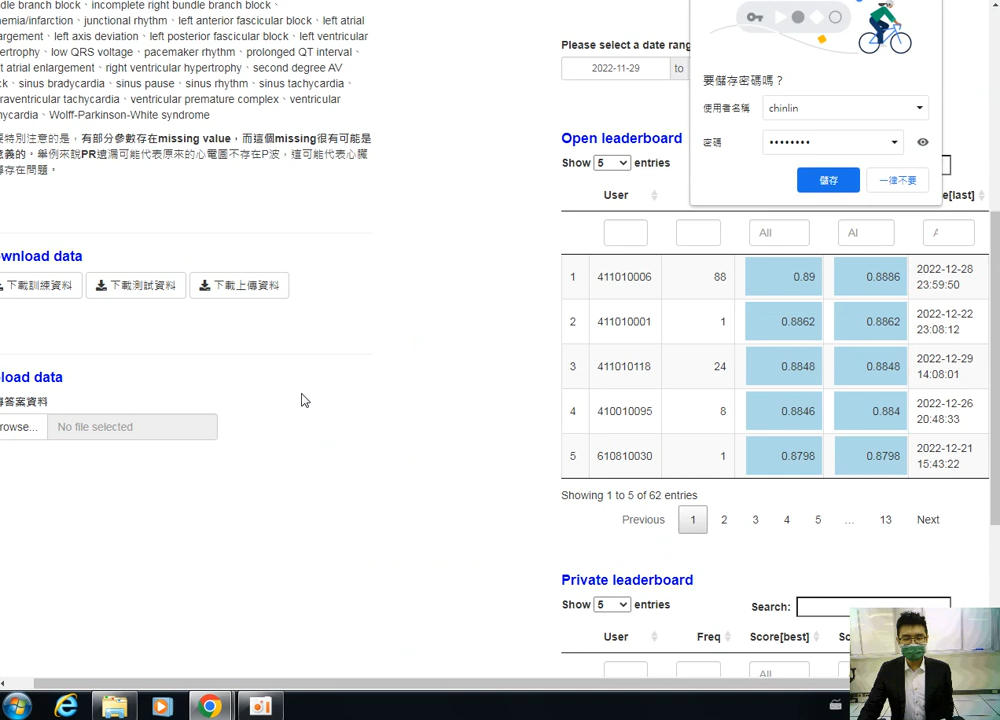 ndle branch block、incomplete right bundle branch block、
nemia/infarction、junctional rhythm、left anterior fascicular block、left atrial
argement、left axis deviation、left posterior fascicular block、left ventricular
ertrophy、low QRS voltage、pacemaker rhythm、prolonged QT interval、
t atrial enlargement、right ventricular hypertrophy、second degree AV
ck、sinus bradycardia、sinus pause、sinus rhythm、sinus tachycardia、
raventricular tachycardia、ventricular premature complex、ventricular
hycardia、Wolff-Parkinson-White syndrome
要特別注意的是，有部分參數存在missing value，而這個missing很有可能是
意義的。舉例來說PR遺漏可能代表原來的心電圖不存在P波，這可能代表心臟
導存在問題。
wnload data
下載訓練資料
下載測試資料
下載上傳資料
load data
答案資料
rowse...
No file selected
Please select a date rang
2022-11-29
to
要儲存密碼嗎？
使用者名稱
chinlin
密碼
••••••••
儲存
一律不要
Open leaderboard
Show 5 entries
User
e[last]
All
Al
A
1 411010006 88 0.89 0.8886 2022-12-28
23:59:50
2 411010001 1 0.8862 0.8862 2022-12-22
23:08:12
3 411010118 24 0.8848 0.8848 2022-12-29
14:08:01
4 410010095 8 0.8846 0.884 2022-12-26
20:48:33
5 610810030 1 0.8798 0.8798 2022-12-21
15:43:22
Showing 1 to 5 of 62 entries
Previous 1 2 3 4 5 … 13 Next
Private leaderboard
Show 5 entries
Search:
User Freq Score[best] Sc
All